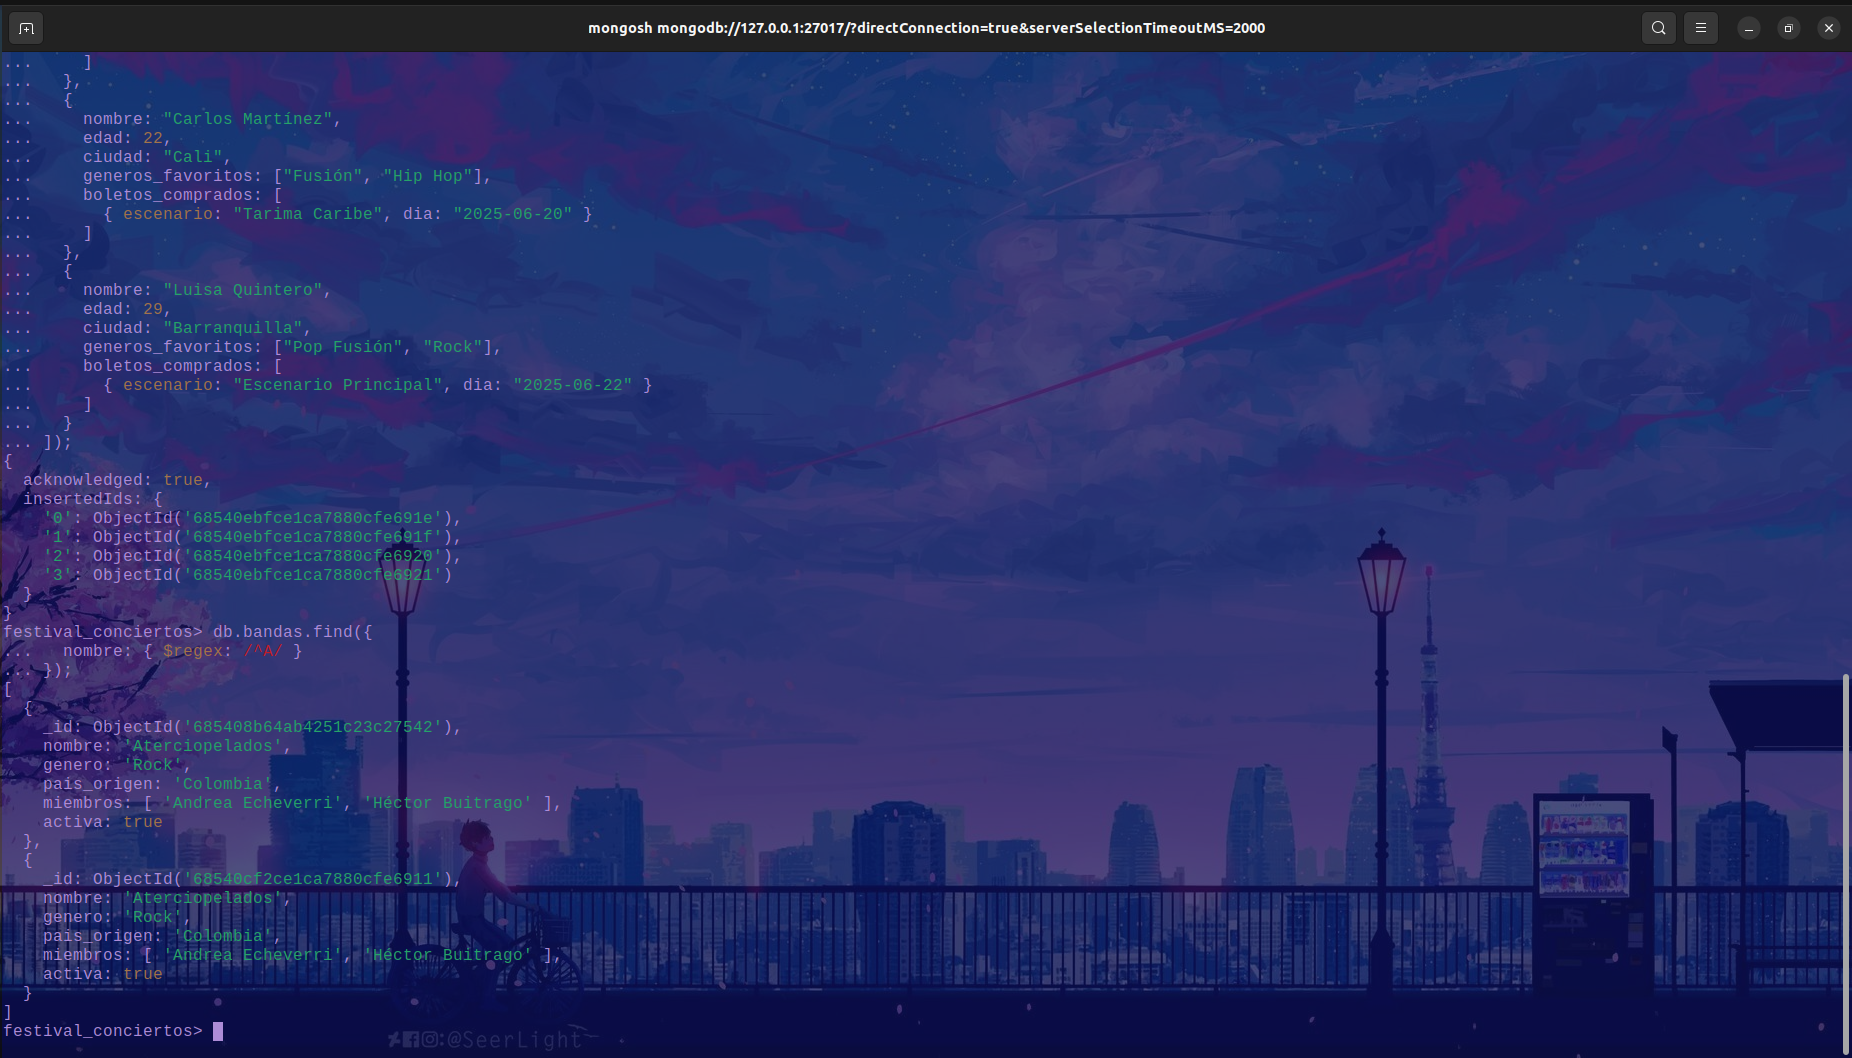 mongosh mongodb://127.0.0.1:27017/?directConnection=true&serverSelectionTimeoutMS=2000
...     ]
...   },
...   {
...     nombre: "Carlos Martínez",
...     edad: 22,
...     ciudad: "Cali",
...     generos_favoritos: ["Fusión", "Hip Hop"],
...     boletos_comprados: [
...       { escenario: "Tarima Caribe", dia: "2025-06-20" }
...     ]
...   },
...   {
...     nombre: "Luisa Quintero",
...     edad: 29,
...     ciudad: "Barranquilla",
...     generos_favoritos: ["Pop Fusión", "Rock"],
...     boletos_comprados: [
...       { escenario: "Escenario Principal", dia: "2025-06-22" }
...     ]
...   }
... ]);
{
  acknowledged: true,
  insertedIds: {
    '0': ObjectId('68540ebfce1ca7880cfe691e'),
    '1': ObjectId('68540ebfce1ca7880cfe691f'),
    '2': ObjectId('68540ebfce1ca7880cfe6920'),
    '3': ObjectId('68540ebfce1ca7880cfe6921')
  }
}
festival_conciertos> db.bandas.find({
...   nombre: { $regex: /^A/ }
... });
[
  {
    _id: ObjectId('685408b64ab4251c23c27542'),
    nombre: 'Aterciopelados',
    genero: 'Rock',
    pais_origen: 'Colombia',
    miembros: [ 'Andrea Echeverri', 'Héctor Buitrago' ],
    activa: true
  },
  {
    _id: ObjectId('68540cf2ce1ca7880cfe6911'),
    nombre: 'Aterciopelados',
    genero: 'Rock',
    pais_origen: 'Colombia',
    miembros: [ 'Andrea Echeverri', 'Héctor Buitrago' ],
    activa: true
  }
]
festival_conciertos>
:@SeerLight